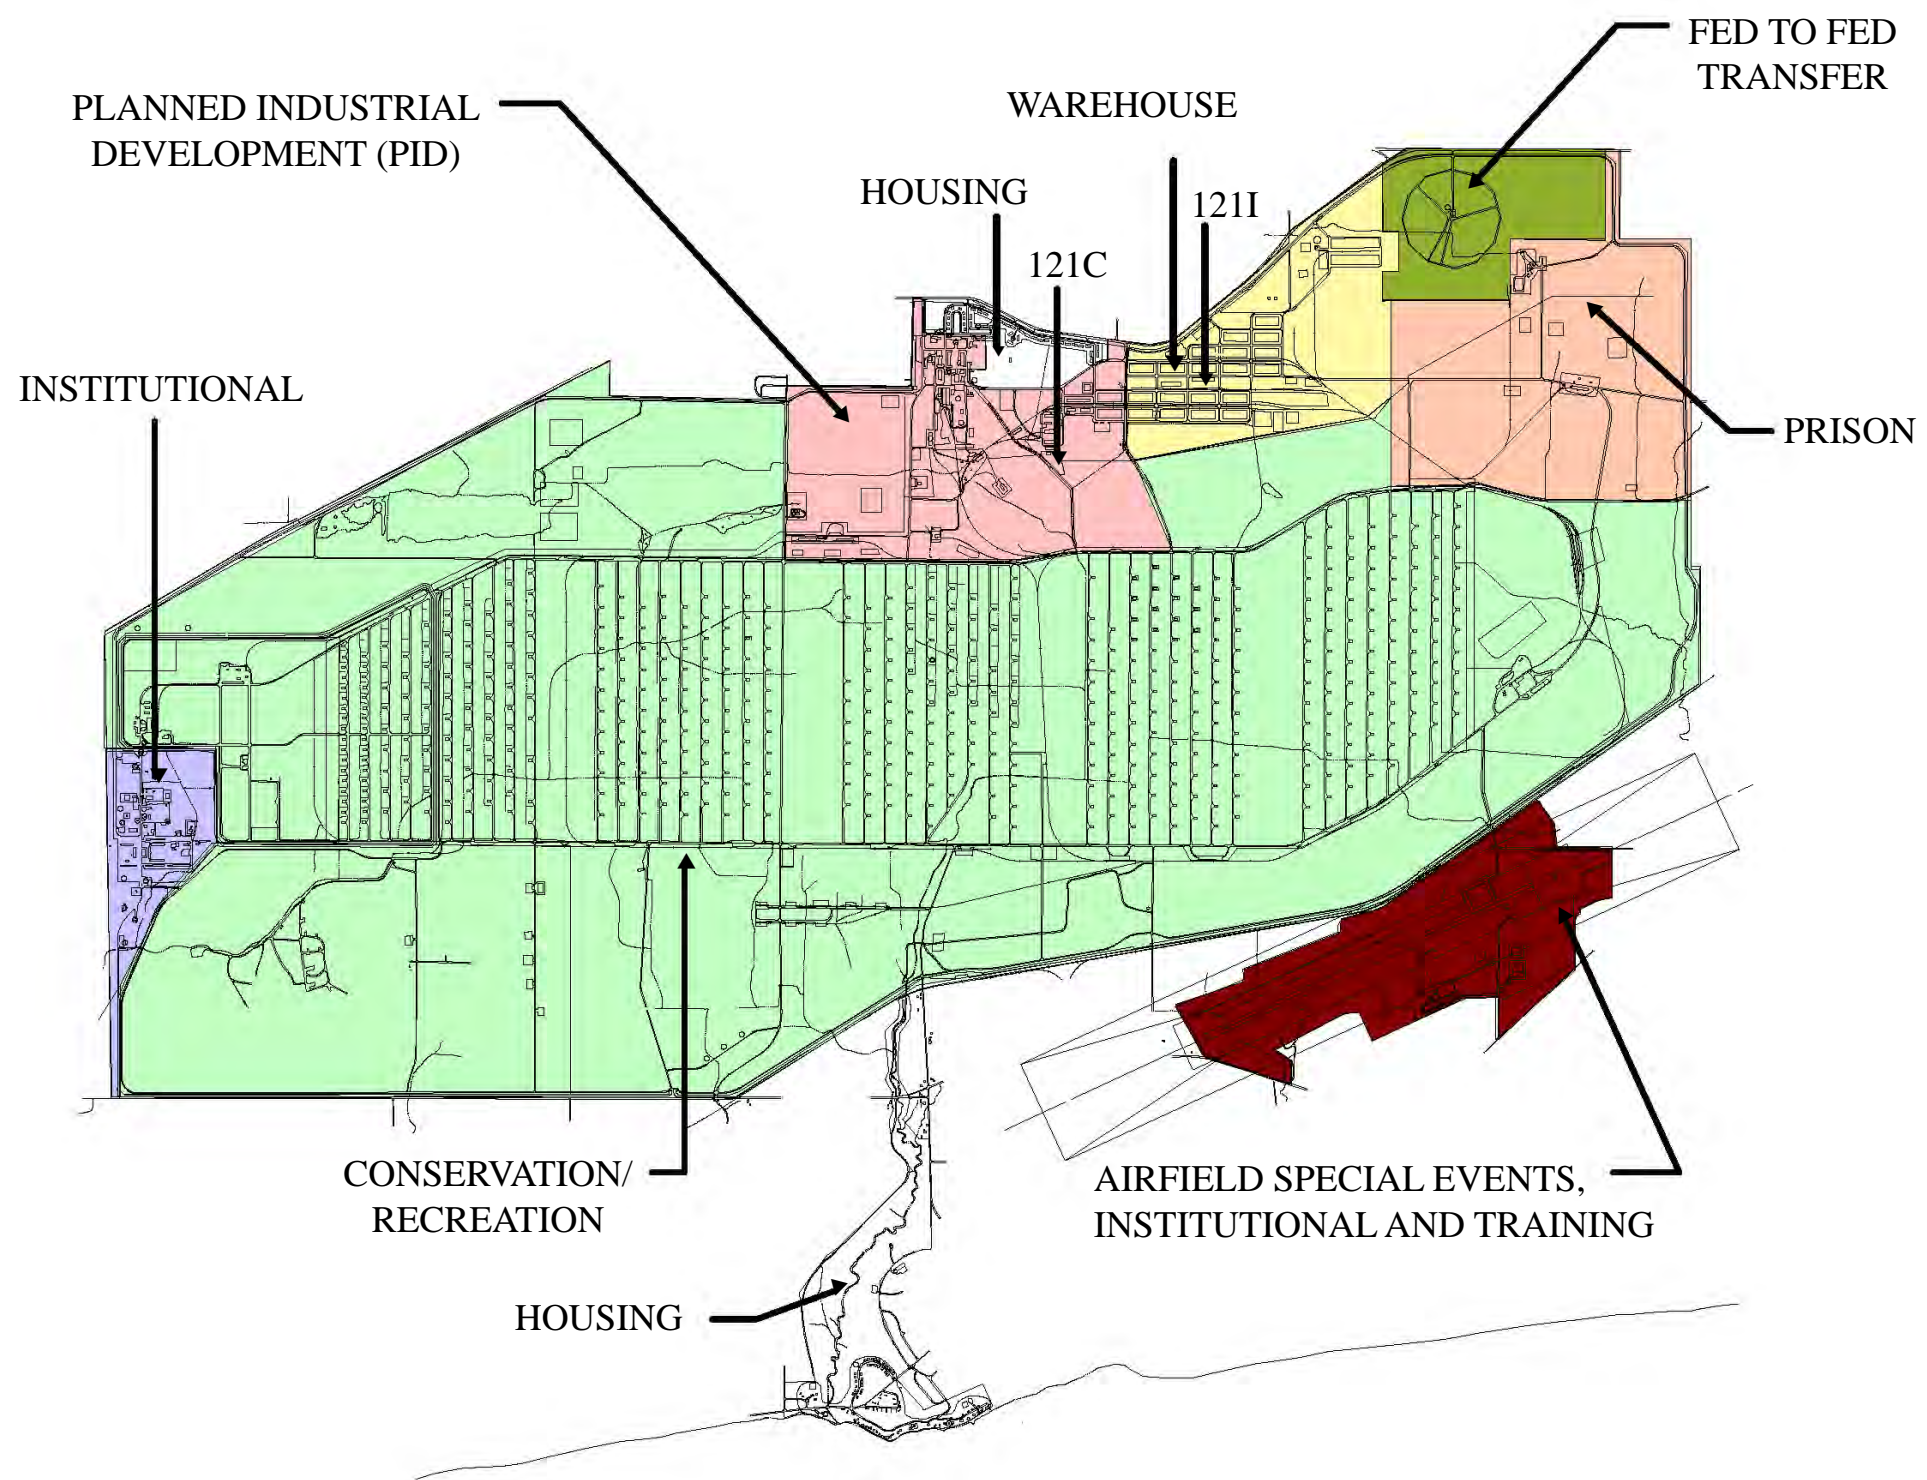 FED TO FED
TRANSFER
PLANNED INDUSTRIAL
DEVELOPMENT (PID)
WAREHOUSE
HOUSING
121I
121C
INSTITUTIONAL
PRISON
CONSERVATION/
RECREATION
AIRFIELD SPECIAL EVENTS,
INSTITUTIONAL AND TRAINING
HOUSING